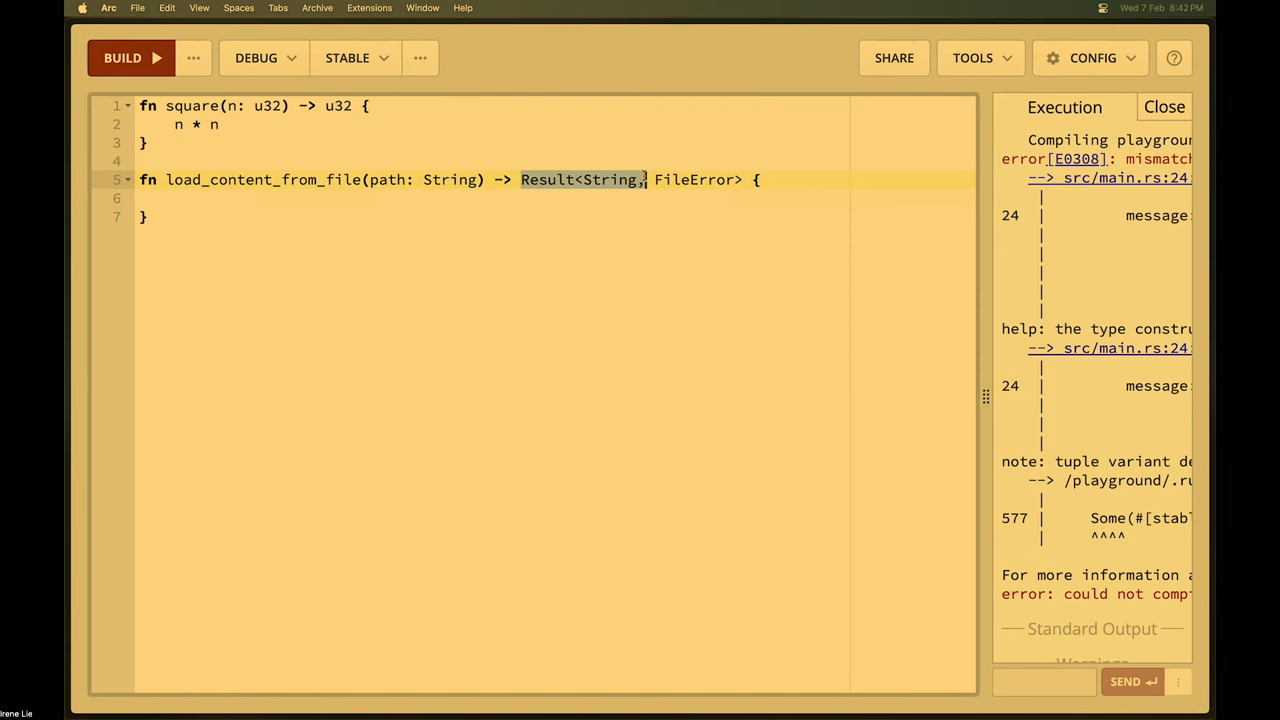 Arc File Edit View Spaces Tabs Archive Extensions Window Help Wed 7 Feb 8:42 PM
BUILD ... DEBUG STABLE ... SHARE TOOLS CONFIG ?
1 fn square(n: u32) -> u32 {
2 n * n
3 }
4
5 fn load_content_from_file(path: String) -> Result<String, FileError> {
6
7 }
Execution Close
Compiling playgroun
error[E0308]: mismatch
--> src/main.rs:24:
|
24 | message:
|
|
|
|
|
help: the type constru
--> src/main.rs:24:
|
24 | message:
|
|
|
note: tuple variant de
--> /playground/.ru
|
577 | Some(#[stabl
| ^^^^
For more information a
error: could not comp
Standard Output
Warnings
SEND
Irene Lie